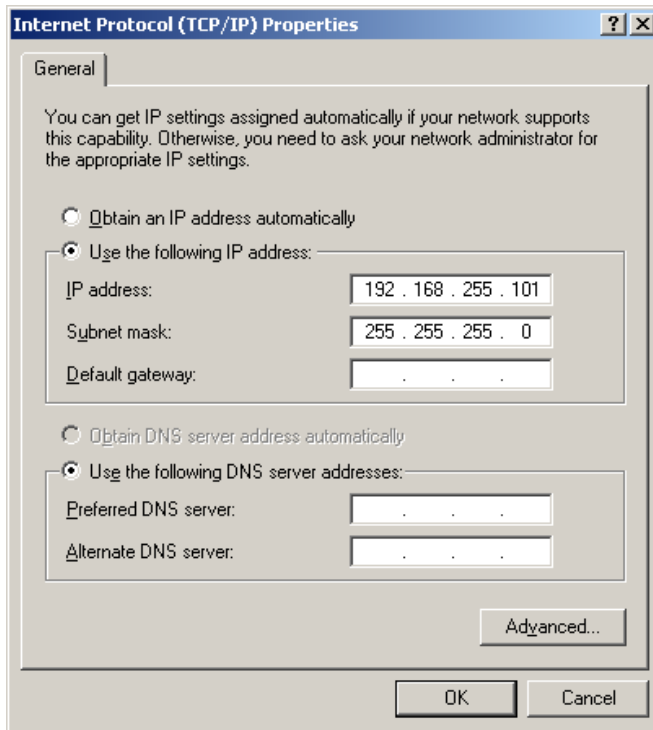 Internet Protocol (TCP/IP) Properties
General
You can get IP settings assigned automatically if your network supports
this capability. Otherwise, you need to ask your network administrator for
the appropriate IP settings.
Obtain an IP address automatically
Use the following IP address:
IP address: 192 . 168 . 255 . 101
Subnet mask: 255 . 255 . 255 . 0
Default gateway: . . .
Obtain DNS server address automatically
Use the following DNS server addresses:
Preferred DNS server: . . .
Alternate DNS server: . . .
Advanced...
OK Cancel